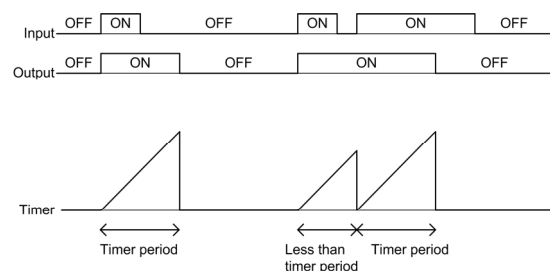 OFF ON OFF ON ON OFF
Input
OFF ON OFF ON OFF
Output
Timer
Timer period Less than timer period Timer period